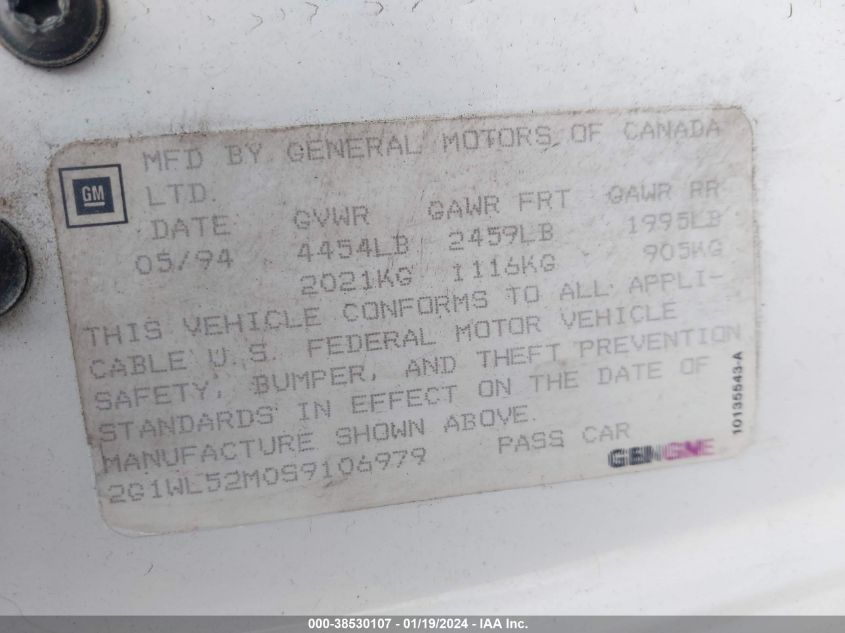 MFD BY GENERAL MOTORS OF CANADA
GM
LTD.
DATE GVWR GAWR FRT GAWR RR
05/94 4454LB 2459LB 1995LB
2021KG 1116KG 905KG
THIS VEHICLE CONFORMS TO ALL APPLI-
CABLE U.S. FEDERAL MOTOR VEHICLE
SAFETY, BUMPER, AND THEFT PREVENTION
STANDARDS IN EFFECT ON THE DATE OF
MANUFACTURE SHOWN ABOVE.
2G1WL52M0S9106979 PASS CAR
10135543-A
000-38530107 - 01/19/2024 - IAA Inc.